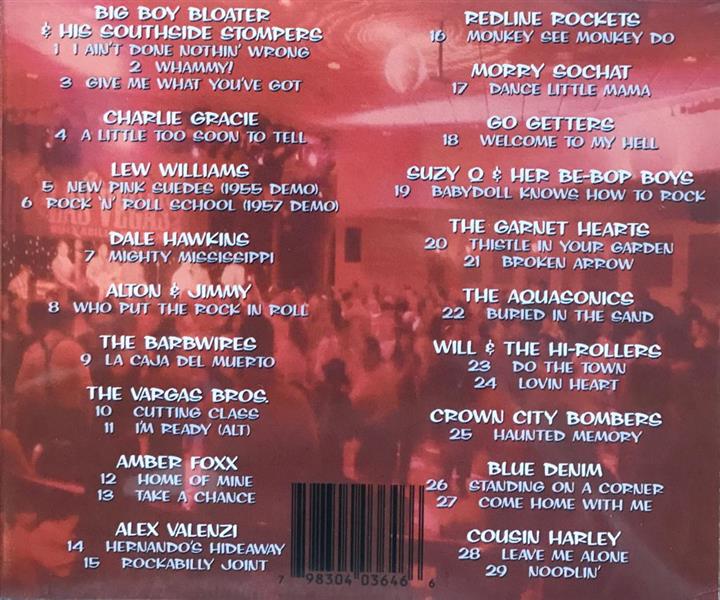 BIG BOY BLOATER
& HIS SOUTHSIDE STOMPERS
1 I AIN'T DONE NOTHIN' WRONG
2 WHAMMY!
3 GIVE ME WHAT YOU'VE GOT
CHARLIE GRACIE
4 A LITTLE TOO SOON TO TELL
LEW WILLIAMS
5 NEW PINK SUEDES (1955 DEMO),
6 ROCK 'N' ROLL SCHOOL (1957 DEMO)
DALE HAWKINS
7 MIGHTY MISSISSIPPI
ALTON & JIMMY
8 WHO PUT THE ROCK IN ROLL
THE BARBWIRES
9 LA CAJA DEL MUERTO
THE VARGAS BROS.
10 CUTTING CLASS
11 I'M READY (ALT)
AMBER FOXX
12 HOME OF MINE
13 TAKE A CHANCE
ALEX VALENZI
14 HERNANDO'S HIDEAWAY
15 ROCKABILLY JOINT
REDLINE ROCKETS
16 MONKEY SEE MONKEY DO
MORRY SOCHAT
17 DANCE LITTLE MAMA
GO GETTERS
18 WELCOME TO MY HELL
SUZY Q & HER BE-BOP BOYS
19 BABYDOLL KNOWS HOW TO ROCK
THE GARNET HEARTS
20 THISTLE IN YOUR GARDEN
21 BROKEN ARROW
THE AQUASONICS
22 BURIED IN THE SAND
WILL & THE HI-ROLLERS
23 DO THE TOWN
24 LOVIN HEART
CROWN CITY BOMBERS
25 HAUNTED MEMORY
BLUE DENIM
26 STANDING ON A CORNER
27 COME HOME WITH ME
COUSIN HARLEY
28 LEAVE ME ALONE
29 NOODLIN'
7 98304 03646 6